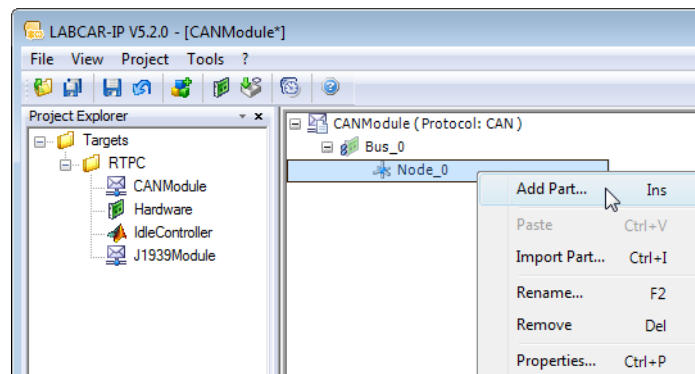 LABCAR-IP V5.2.0 - [CANModule*]
File View Project Tools ?
Project Explorer
Targets
RTPC
CANModule
Hardware
IdleController
J1939Module
CANModule ( Protocol: CAN )
Bus_0
Node_0
Add Part... Ins
Paste Ctrl+V
Import Part... Ctrl+I
Rename... F2
Remove Del
Properties... Ctrl+P